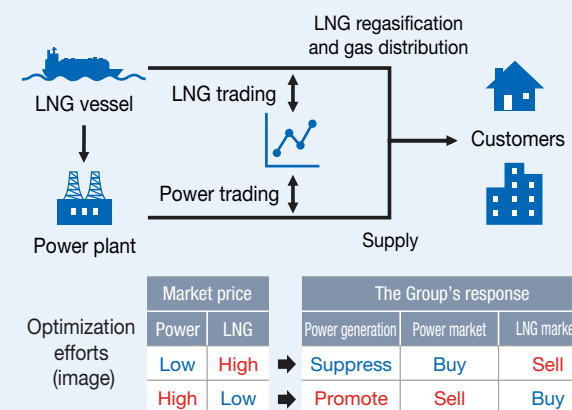 LNG regasification
and gas distribution
LNG vessel
LNG trading
Customers
Power trading
Power plant
Supply
Optimization
efforts
(image)
Market price
The Group's response
Power LNG Power generation Power market LNG marke
Low High Suppress Buy Sell
High Low Promote Sell Buy